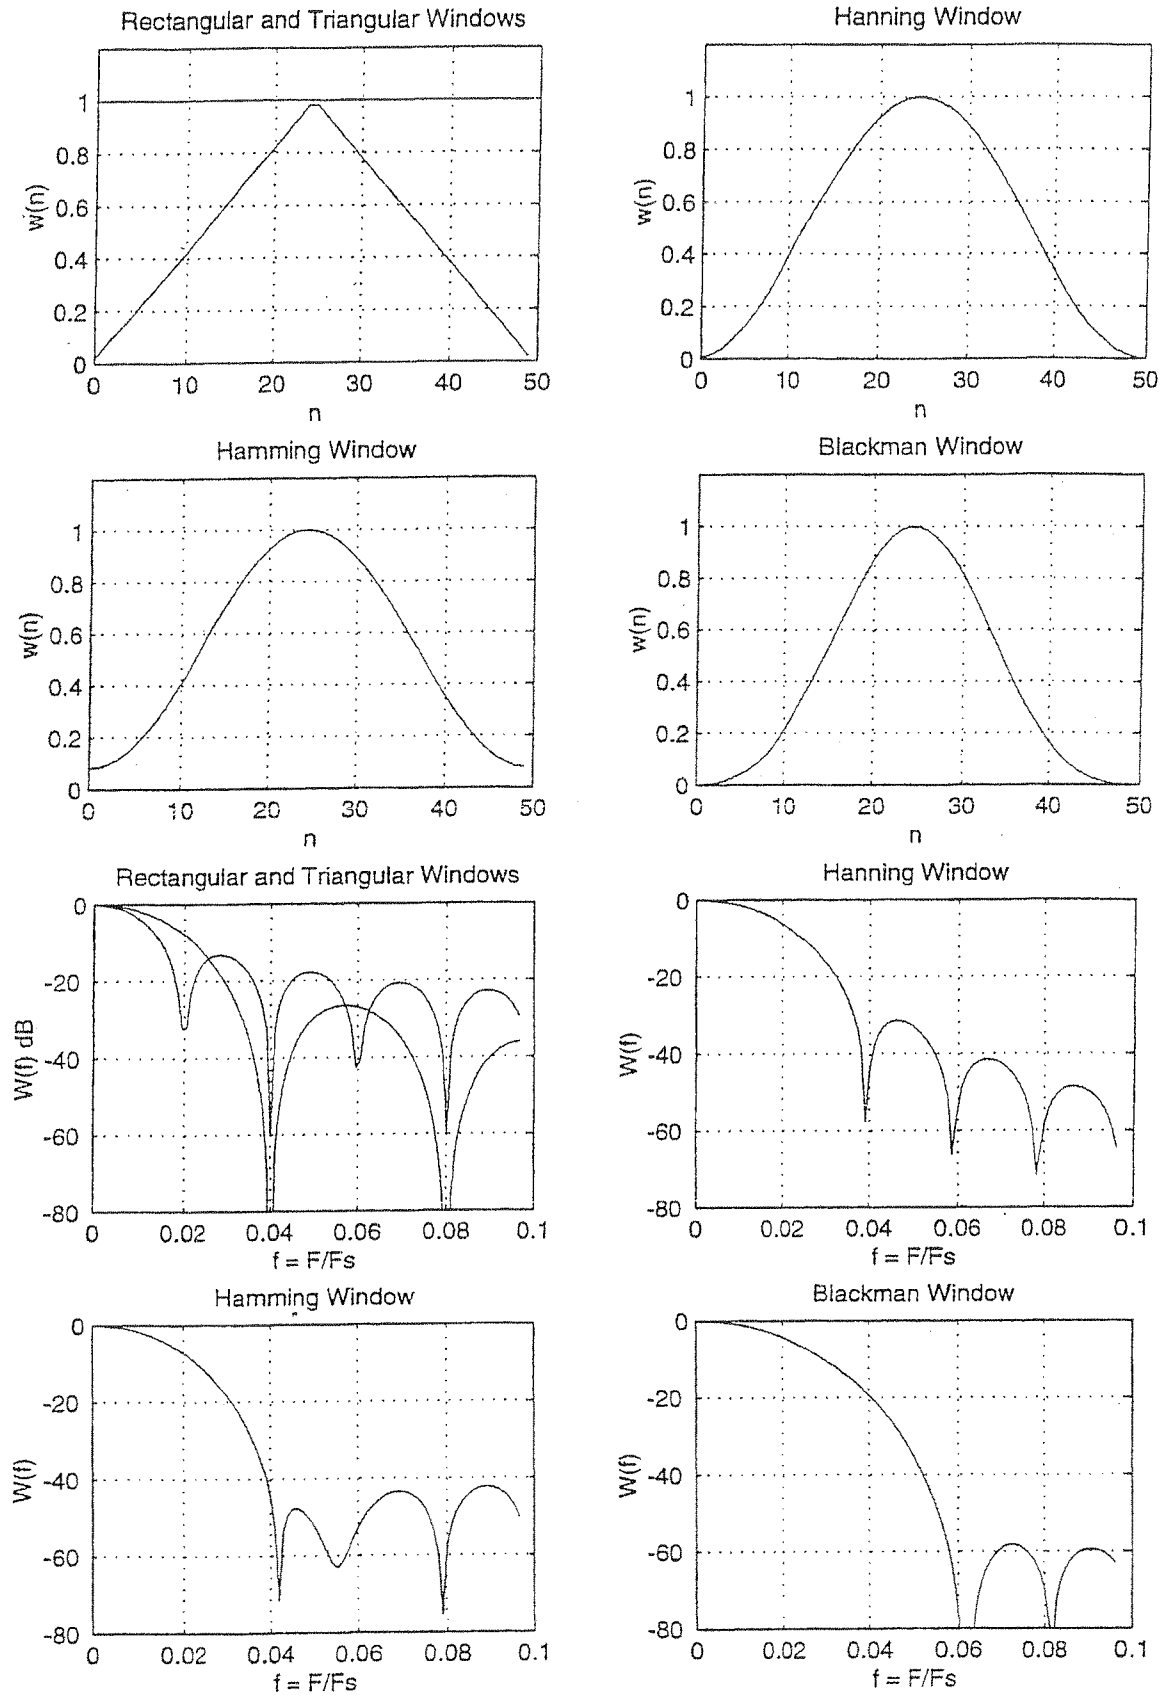 Rectangular and Triangular Windows
1
0.8
0.6
0.4
0.2
0
w(n)
0 10 20 30 40 50
n
Hanning Window
1
0.8
0.6
0.4
0.2
0
w(n)
0 10 20 30 40 50
n
Hamming Window
1
0.8
0.6
0.4
0.2
0
w(n)
0 10 20 30 40 50
n
Blackman Window
1
0.8
0.6
0.4
0.2
0
w(n)
0 10 20 30 40 50
n
Rectangular and Triangular Windows
0
-20
-40
-60
-80
W(f) dB
0 0.02 0.04 0.06 0.08 0.1
f = F/Fs
Hanning Window
0
-20
-40
-60
-80
W(f)
0 0.02 0.04 0.06 0.08 0.1
f = F/Fs
Hamming Window
0
-20
-40
-60
-80
W(f)
0 0.02 0.04 0.06 0.08 0.1
f = F/Fs
Blackman Window
0
-20
-40
-60
-80
W(f)
0 0.02 0.04 0.06 0.08 0.1
f = F/Fs